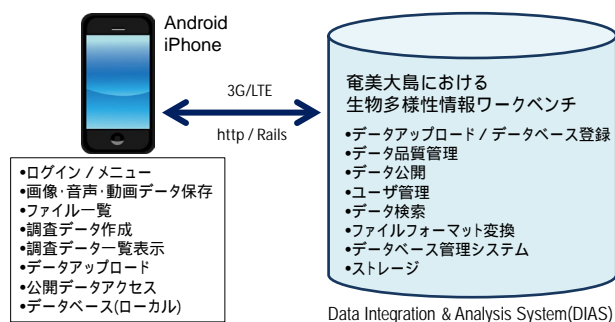 Android
iPhone
3G/LTE
http / Rails
•ログイン / メニュー
•画像・音声・動画データ保存
•ファイル一覧
•調査データ作成
•調査データ一覧表示
•データアップロード
•公開データアクセス
•データベース(ローカル)
奄美大島における
生物多様性情報ワークベンチ
•データアップロード / データベース登録
•データ品質管理
•データ公開
•ユーザ管理
•データ検索
•ファイルフォーマット変換
•データベース管理システム
•ストレージ
Data Integration & Analysis System(DIAS)